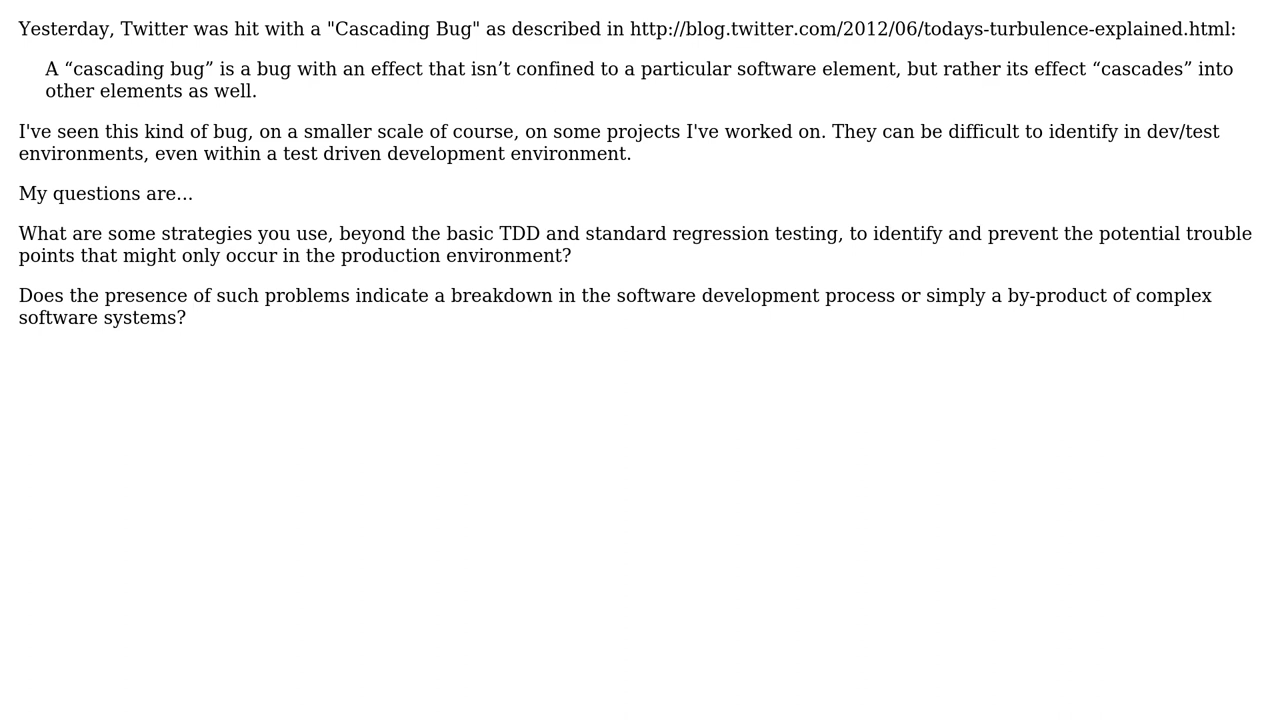 Yesterday, Twitter was hit with a "Cascading Bug" as described in http://blog.twitter.com/2012/06/todays-turbulence-explained.html:
A “cascading bug” is a bug with an effect that isn’t confined to a particular software element, but rather its effect “cascades” into
other elements as well.
I've seen this kind of bug, on a smaller scale of course, on some projects I've worked on. They can be difficult to identify in dev/test
environments, even within a test driven development environment.
My questions are...
What are some strategies you use, beyond the basic TDD and standard regression testing, to identify and prevent the potential trouble
points that might only occur in the production environment?
Does the presence of such problems indicate a breakdown in the software development process or simply a by-product of complex
software systems?